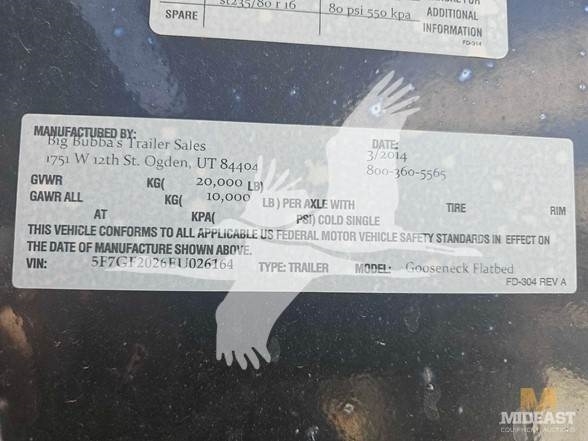 st235/80 r 16 80 psi 550 kpa
SPARE ADDITIONAL
INFORMATION
FD-314
MANUFACTURED BY: DATE:
Big Bubba's Trailer Sales 3/2014
1751 W 12th St. Ogden, UT 84404 800-360-5565
GVWR KG( 20,000 LB)
GAWR ALL KG( 10,000 LB ) PER AXLE WITH TIRE RIM
AT KPA( PSI) COLD SINGLE
THIS VEHICLE CONFORMS TO ALL APPLICABLE US FEDERAL MOTOR VEHICLE SAFETY STANDARDS IN EFFECT ON
THE DATE OF MANUFACTURE SHOWN ABOVE.
VIN: 5F7GF2026EU026164 TYPE: TRAILER MODEL: Gooseneck Flatbed
FD-304 REV A
M
MIDEAST
EQUIPMENT AUCTIONS